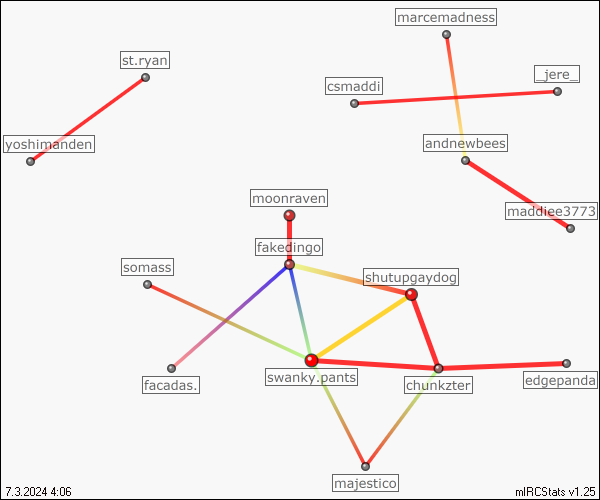 marcemadness
st.ryan
_jere_
csmaddi
yoshimanden
andnewbees
moonraven
maddiee3773
fakedingo
somass
shutupgaydog
swanky.pants
facadas.
chunkzter
edgepanda
majestico
7.3.2024 4:06
mIRCStats v1.25